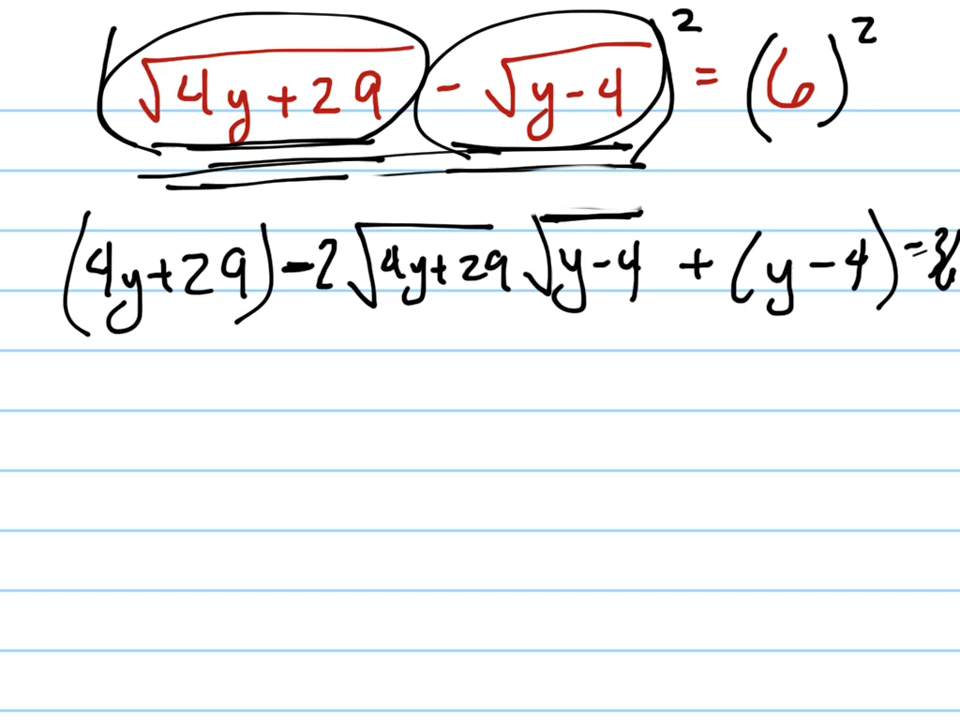 (√(4y+29) - √(y-4))² = (6)²
(4y+29) - 2√(4y+29) √(y-4) + (y-4) =